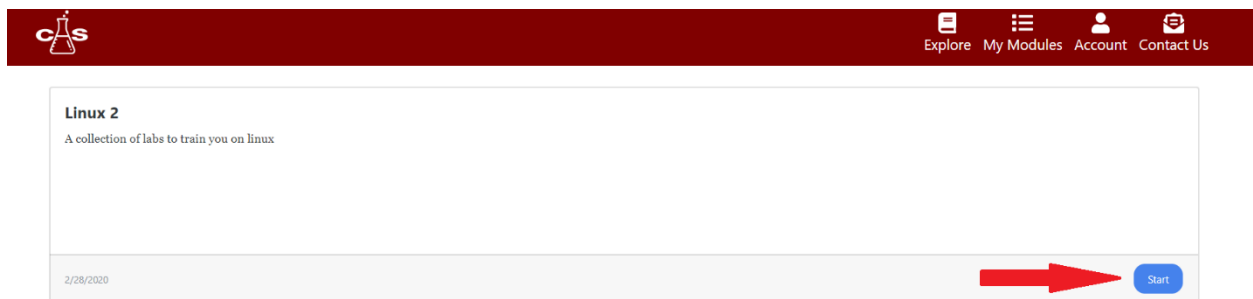 cas
Explore My Modules Account Contact Us
Linux 2
A collection of labs to train you on linux
2/28/2020
Start